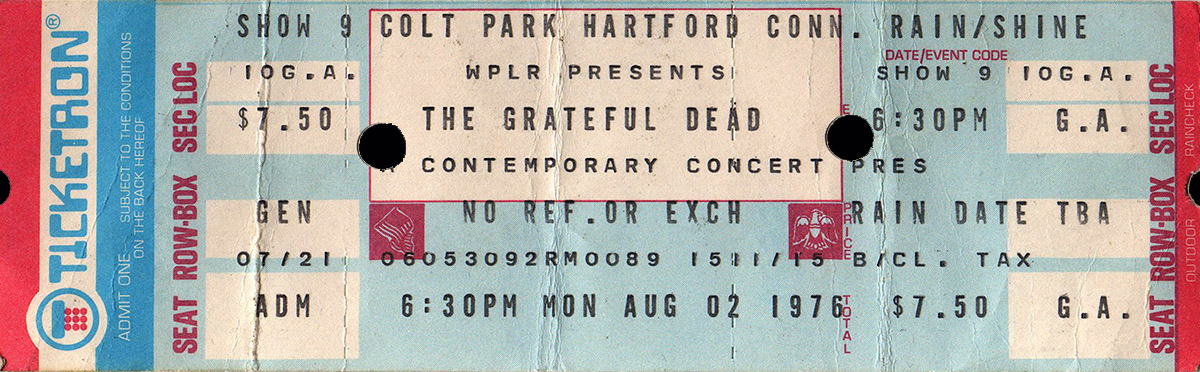 TICKETRON®
ADMIT ONE - SUBJECT TO THE CONDITIONS
ON THE BACK HEREOF
SEAT ROW-BOX SEC LOC
SHOW 9 COLT PARK HARTFORD CONN. RAIN/SHINE
DATE/EVENT CODE
10G.A. WPLR PRESENTS SHOW 9 10G.A.
$7.50 THE GRATEFUL DEAD 6:30PM G.A.
CONTEMPORARY CONCERT PRES
GEN NO REF.OR EXCH RAIN DATE TBA
PRICE
07/21 06053092RM0089 1511/15 B/CL. TAX
ADM 6:30PM MON AUG 02 1976 $7.50 G.A.
TOTAL
SEAT ROW-BOX SEC LOC
OUTDOOR RAINCHECK